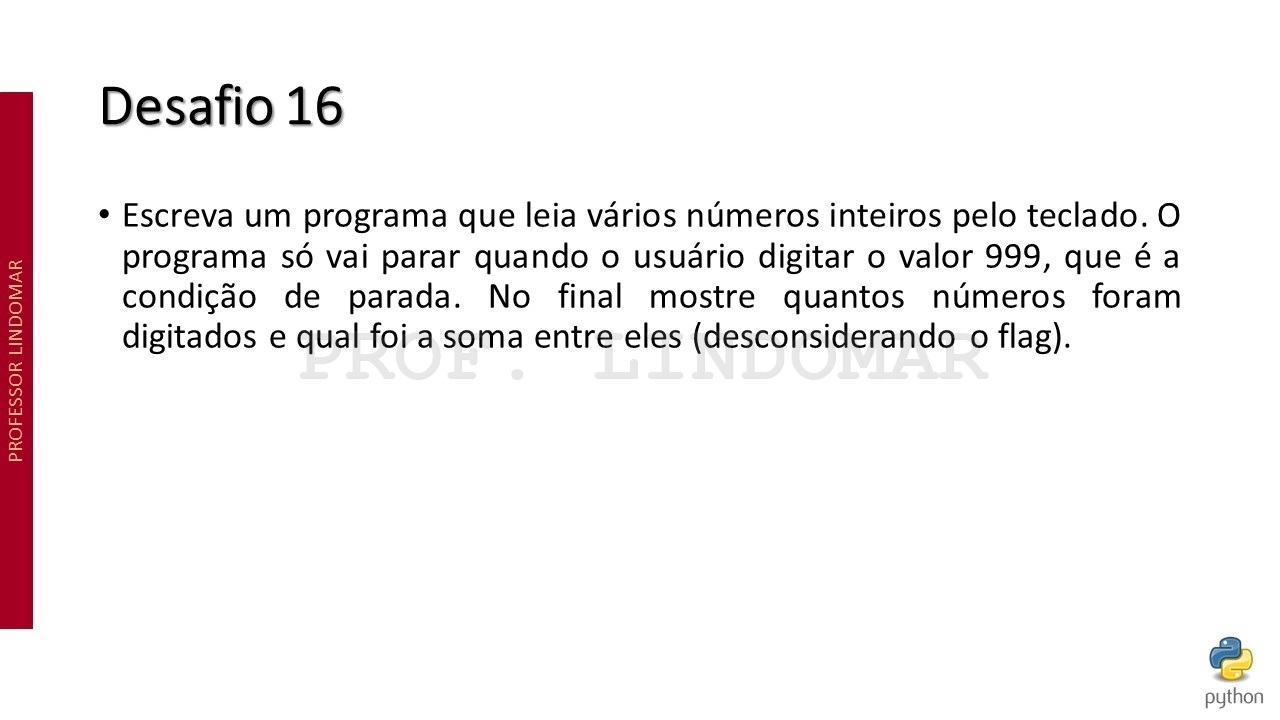 Desafio 16
• Escreva um programa que leia vários números inteiros pelo teclado. O
programa só vai parar quando o usuário digitar o valor 999, que é a
condição de parada. No final mostre quantos números foram
digitados e qual foi a soma entre eles (desconsiderando o flag).
PROF. LINDOMAR
PROFESSOR LINDOMAR
python